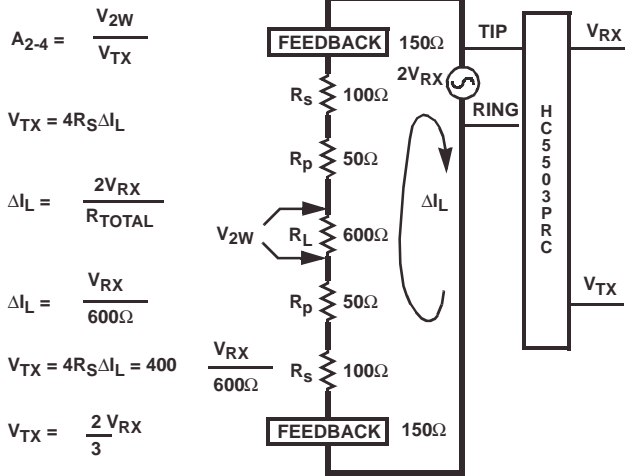 A2-4 = V2W / VTX
VTX = 4RSΔIL
ΔIL = 2VRX / RTOTAL
ΔIL = VRX / 600Ω
VTX = 4RSΔIL = 400 VRX / 600Ω
VTX = 2/3 VRX
FEEDBACK 150Ω
Rs 100Ω
Rp 50Ω
V2W RL 600Ω
Rp 50Ω
Rs 100Ω
FEEDBACK 150Ω
2VRX
ΔIL
TIP
RING
HC5503PRC
VRX
VTX